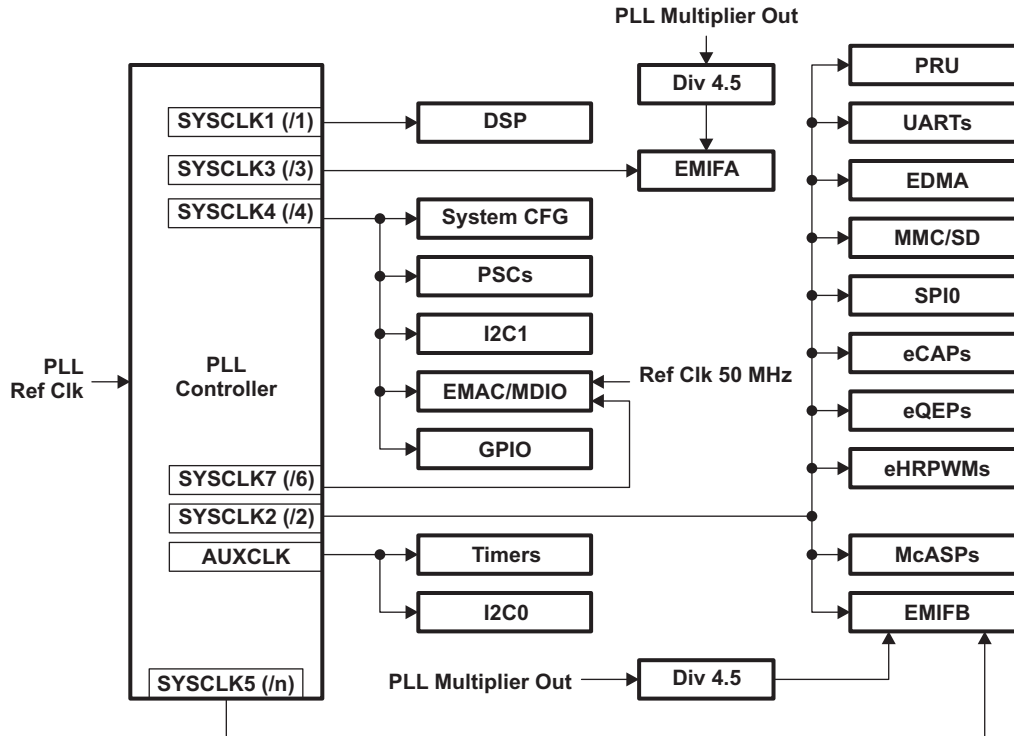 PLL Multiplier Out
Div 4.5
PRU
SYSCLK1 (/1)
DSP
UARTs
SYSCLK3 (/3)
EMIFA
EDMA
SYSCLK4 (/4)
System CFG
MMC/SD
PSCs
SPI0
I2C1
eCAPs
PLL
Ref Clk
PLL
Controller
EMAC/MDIO
Ref Clk 50 MHz
eQEPs
GPIO
eHRPWMs
SYSCLK7 (/6)
SYSCLK2 (/2)
AUXCLK
Timers
McASPs
I2C0
EMIFB
SYSCLK5 (/n)
PLL Multiplier Out
Div 4.5